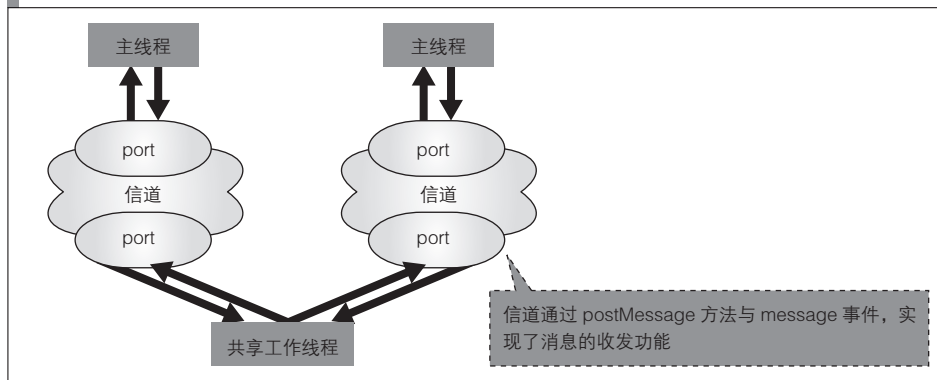 主线程
主线程
port
port
信道
信道
port
port
信道通过 postMessage 方法与 message 事件，实
现了消息的收发功能
共享工作线程